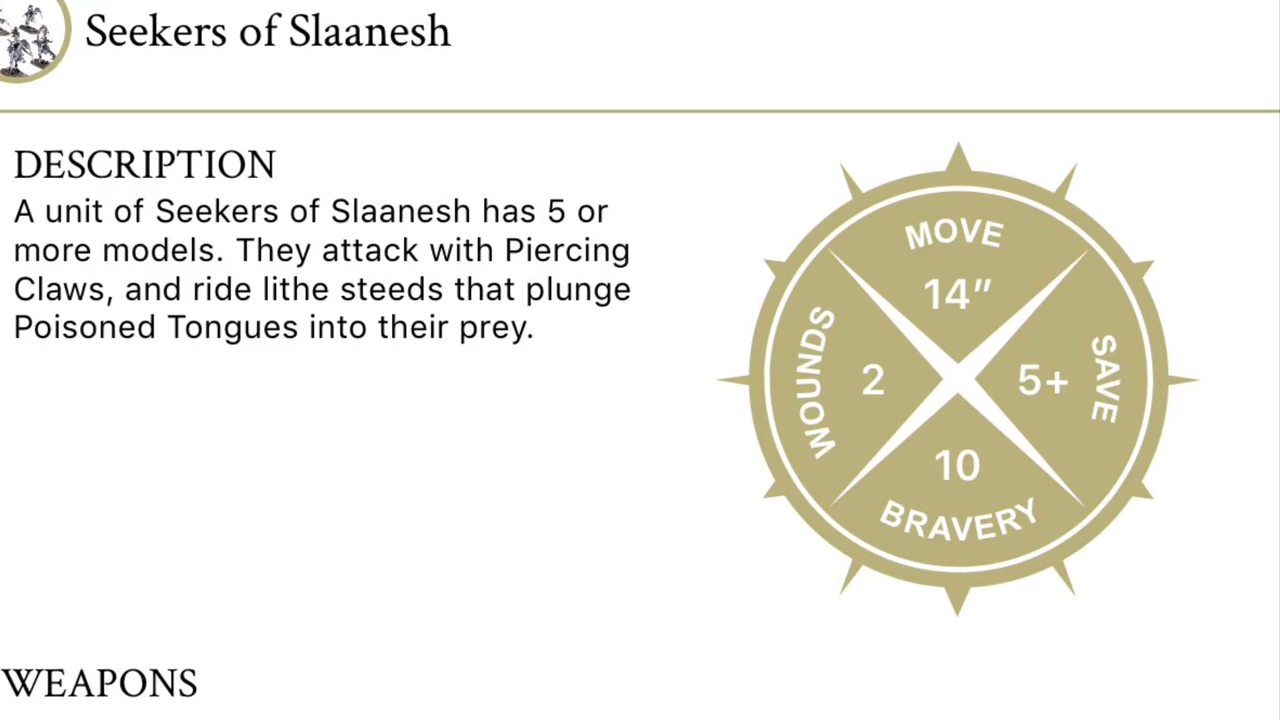 Seekers of Slaanesh
DESCRIPTION
A unit of Seekers of Slaanesh has 5 or
more models. They attack with Piercing
Claws, and ride lithe steeds that plunge
Poisoned Tongues into their prey.
MOVE
14″
WOUNDS
2
5+
SAVE
10
BRAVERY
WEAPONS